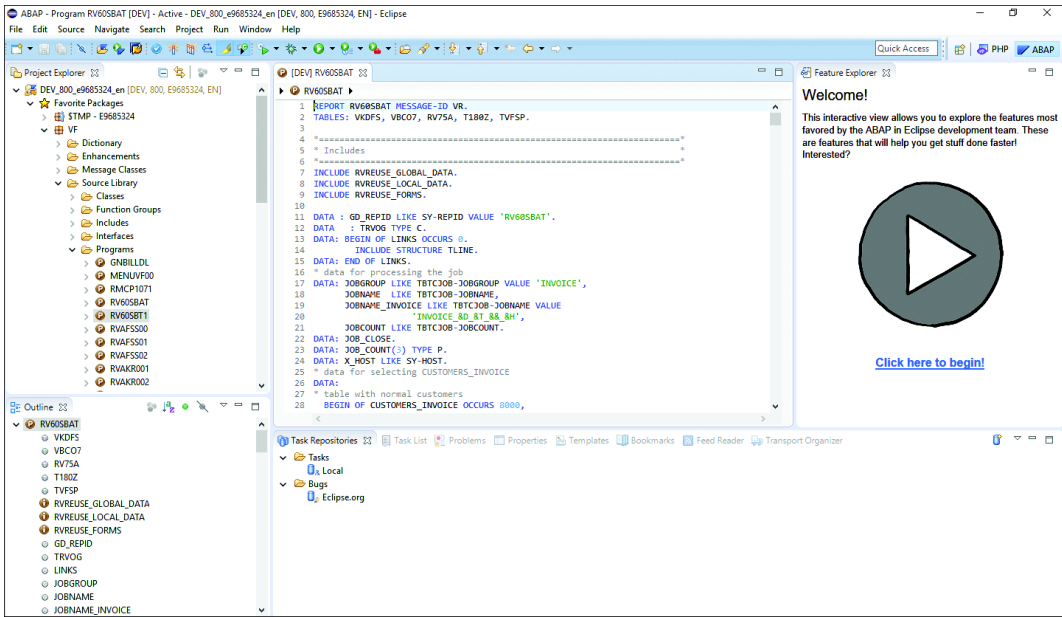 ABAP - Program RV60SBAT [DEV] - Active - DEV_800_e9685324_en [DEV, 800, E9685324, EN] - Eclipse
File Edit Source Navigate Search Project Run Window Help
Quick Access PHP ABAP
Project Explorer
DEV_800_e9685324_en [DEV, 800, E9685324, EN]
Favorite Packages
$TMP - E9685324
VF
Dictionary
Enhancements
Message Classes
Source Library
Classes
Function Groups
Includes
Interfaces
Programs
GNBILLDL
MENUVF00
RMCP1071
RV60SBAT
RV60SBT1
RVAFSS00
RVAFSS01
RVAFSS02
RVAKR001
RVAKR002
Outline
RV60SBAT
VKDFS
VBCO7
RV75A
T180Z
TVFSP
RVREUSE_GLOBAL_DATA
RVREUSE_LOCAL_DATA
RVREUSE_FORMS
GD_REPID
TRVOG
LINKS
JOBGROUP
JOBNAME
JOBNAME_INVOICE
[DEV] RV60SBAT
RV60SBAT
1 REPORT RV60SBAT MESSAGE-ID VR.
2 TABLES: VKDFS, VBCO7, RV75A, T180Z, TVFSP.
3
4 *======================================================================*
5 * Includes *
6 *======================================================================*
7 INCLUDE RVREUSE_GLOBAL_DATA.
8 INCLUDE RVREUSE_LOCAL_DATA.
9 INCLUDE RVREUSE_FORMS.
10
11 DATA : GD_REPID LIKE SY-REPID VALUE 'RV60SBAT'.
12 DATA : TRVOG TYPE C.
13 DATA: BEGIN OF LINKS OCCURS 0.
14 INCLUDE STRUCTURE TLINE.
15 DATA: END OF LINKS.
16 * data for processing the job
17 DATA: JOBGROUP LIKE TBTCJOB-JOBGROUP VALUE 'INVOICE',
18 JOBNAME LIKE TBTCJOB-JOBNAME,
19 JOBNAME_INVOICE LIKE TBTCJOB-JOBNAME VALUE
20 'INVOICE_&D_&T_&&_&H',
21 JOBCOUNT LIKE TBTCJOB-JOBCOUNT.
22 DATA: JOB_CLOSE.
23 DATA: JOB_COUNT(3) TYPE P.
24 DATA: X_HOST LIKE SY-HOST.
25 * data for selecting CUSTOMERS_INVOICE
26 DATA:
27 * table with normal customers
28 BEGIN OF CUSTOMERS_INVOICE OCCURS 8000,
Feature Explorer
Welcome!
This interactive view allows you to explore the features most
favored by the ABAP in Eclipse development team. These
are features that will help you get stuff done faster!
Interested?
Click here to begin!
Task Repositories Task List Problems Properties Templates Bookmarks Feed Reader Transport Organizer
Tasks
Local
Bugs
Eclipse.org